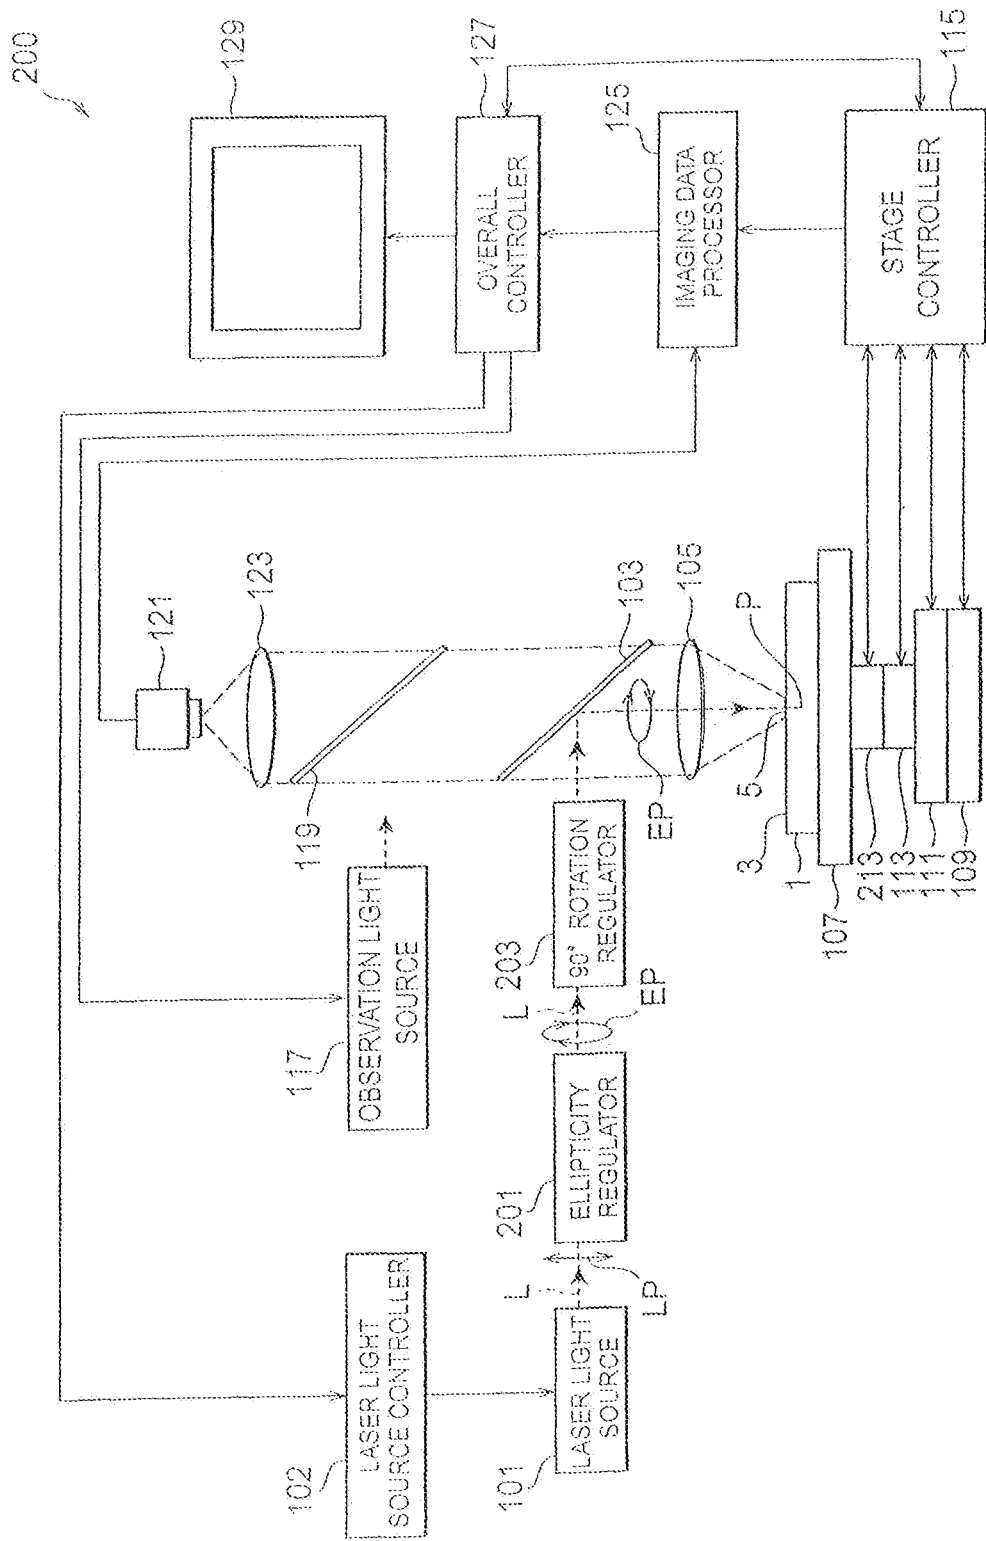 200
129
127
OVERALL
CONTROLLER
125
IMAGING DATA
PROCESSOR
115
STAGE
CONTROLLER
121
123
119
103
105
P
EP
5
3
1
107
213
113
111
109
117
OBSERVATION LIGHT
SOURCE
203
90° ROTATION
REGULATOR
L
EP
201
ELLIPTICITY
REGULATOR
L
LP
102
LASER LIGHT
SOURCE CONTROLLER
101
LASER LIGHT
SOURCE